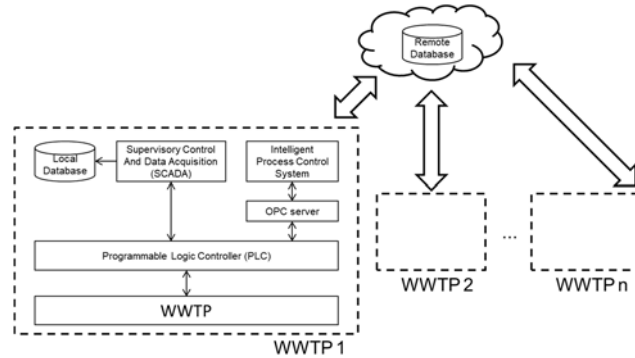 Remote
Database
Local
Database
Supervisory Control
And Data Acquisition
(SCADA)
Intelligent
Process Control
System
OPC server
Programmable Logic Controller (PLC)
WWTP
WWTP 1
WWTP 2
...
WWTP n